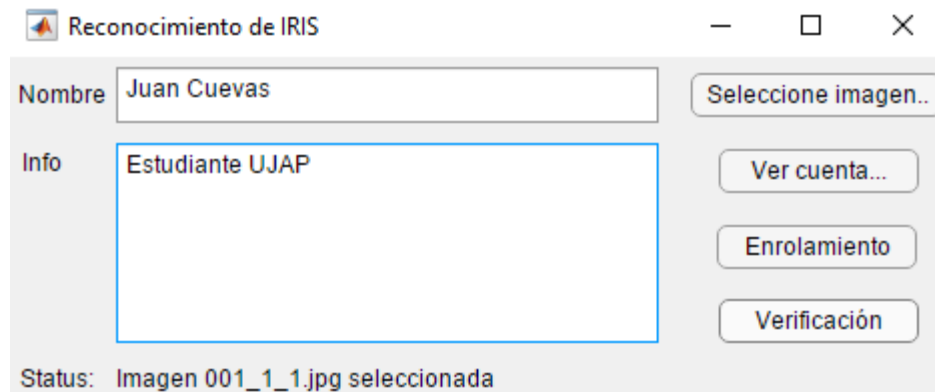 Reconocimiento de IRIS
Nombre Juan Cuevas Seleccione imagen..
Info Estudiante UJAP Ver cuenta...
Enrolamiento
Verificación
Status: Imagen 001_1_1.jpg seleccionada